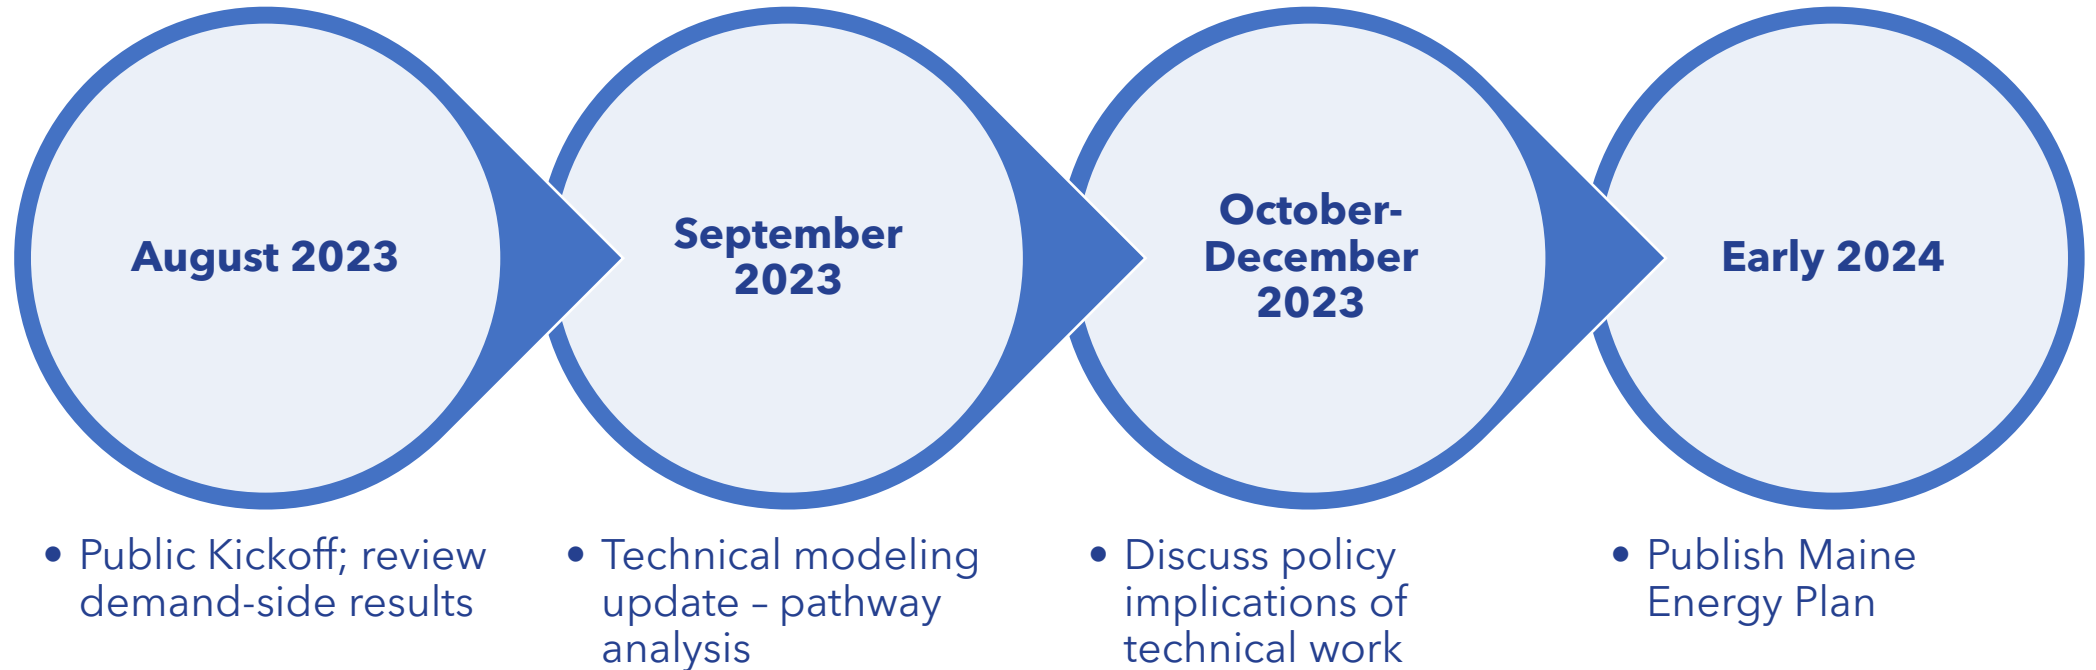 August 2023
September
2023
October-
December
2023
Early 2024
• Public Kickoff; review
demand-side results
• Technical modeling
update – pathway
analysis
• Discuss policy
implications of
technical work
• Publish Maine
Energy Plan